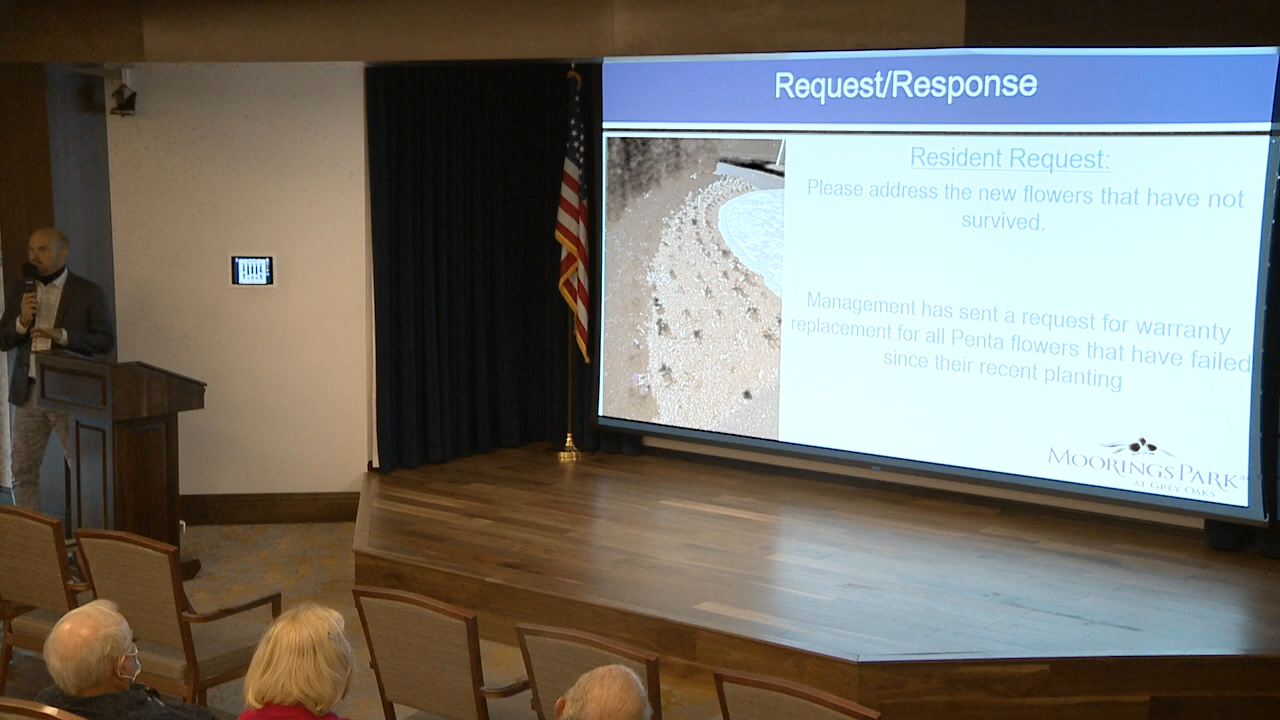 Request/Response
Resident Request:
Please address the new flowers that have not
survived.
Management has sent a request for warranty
replacement for all Penta flowers that have failed
since their recent planting
MOORINGS PARK
AT GREY OAKS